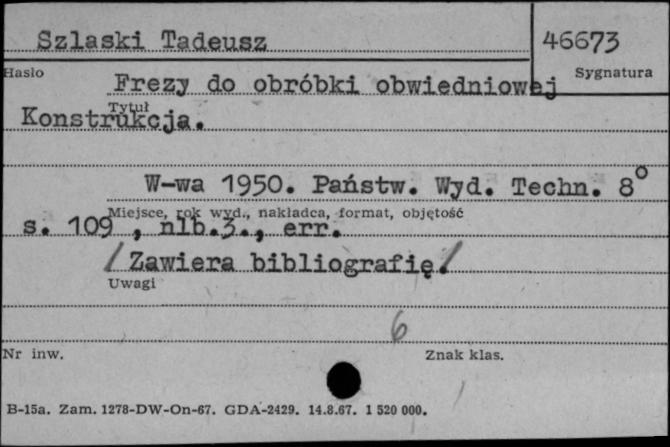 Szlaski Tadeusz 46673
Hasło Sygnatura
Frezy do obróbki obwiedniowej
Tytuł
Konstrukcja.
W-wa 1950. Państw. Wyd. Techn. 8°
Miejsce, rok wyd., nakładca, format, objętość
s. 109, nlb.3., err.
/Zawiera bibliografię/
Uwagi
6
Nr inw. Znak klas.
B-15a. Zam. 1278-DW-On-67. GDA-2429. 14.8.67. 1 520 000.